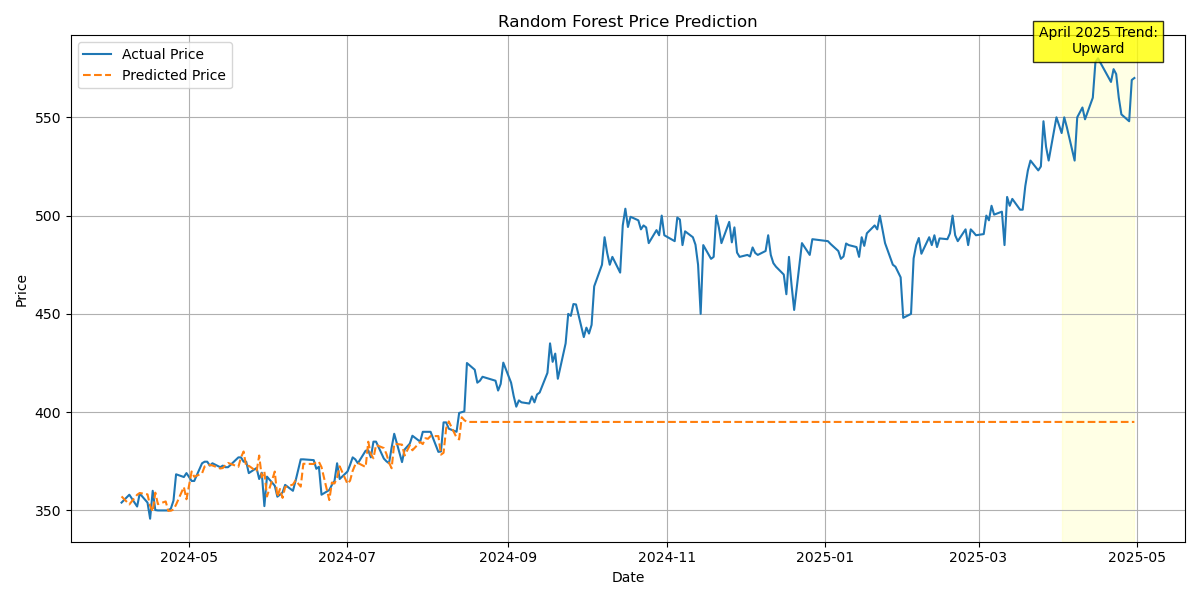 Random Forest Price Prediction
April 2025 Trend:
Upward
Actual Price
Predicted Price
Price
550
500
450
400
350
2024-05
2024-07
2024-09
2024-11
2025-01
2025-03
2025-05
Date